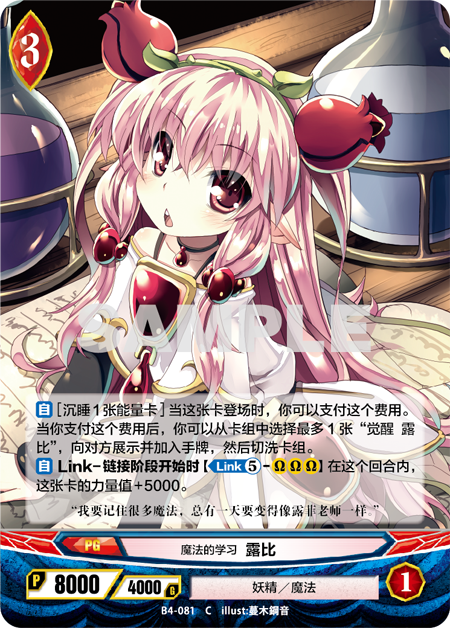 3
SAMPLE
自 [沉睡1张能量卡] 当这张卡登场时，你可以支付这个费用。
当你支付这个费用后，你可以从卡组中选择最多1张“觉醒 露
比”，向对方展示并加入手牌，然后切洗卡组。
自 Link-链接阶段开始时【Link⑤-ΩΩΩ】在这个回合内，
这张卡的力量值+5000。
“我要记住很多魔法，总有一天要变得像露菲老师一样。”
PG 魔法的学习 露比
P 8000 / 4000 G 妖精／魔法 1
B4-081 C illust:蔓木鋼音